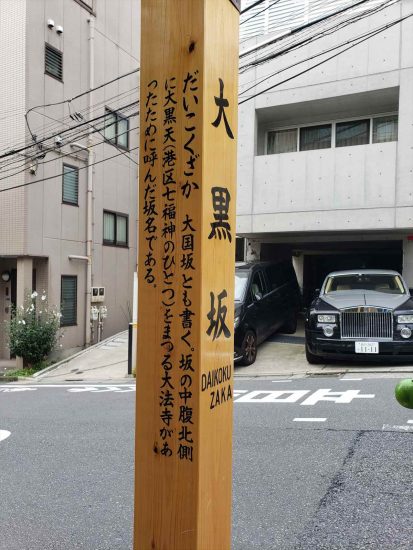 大黒坂
DAIKOKU
ZAKA
だいこくざか 大国坂とも書く。坂の中腹北側
に大黒天(港区七福神のひとつ)をまつる大法寺があ
ったために呼んだ坂名である。
11-11